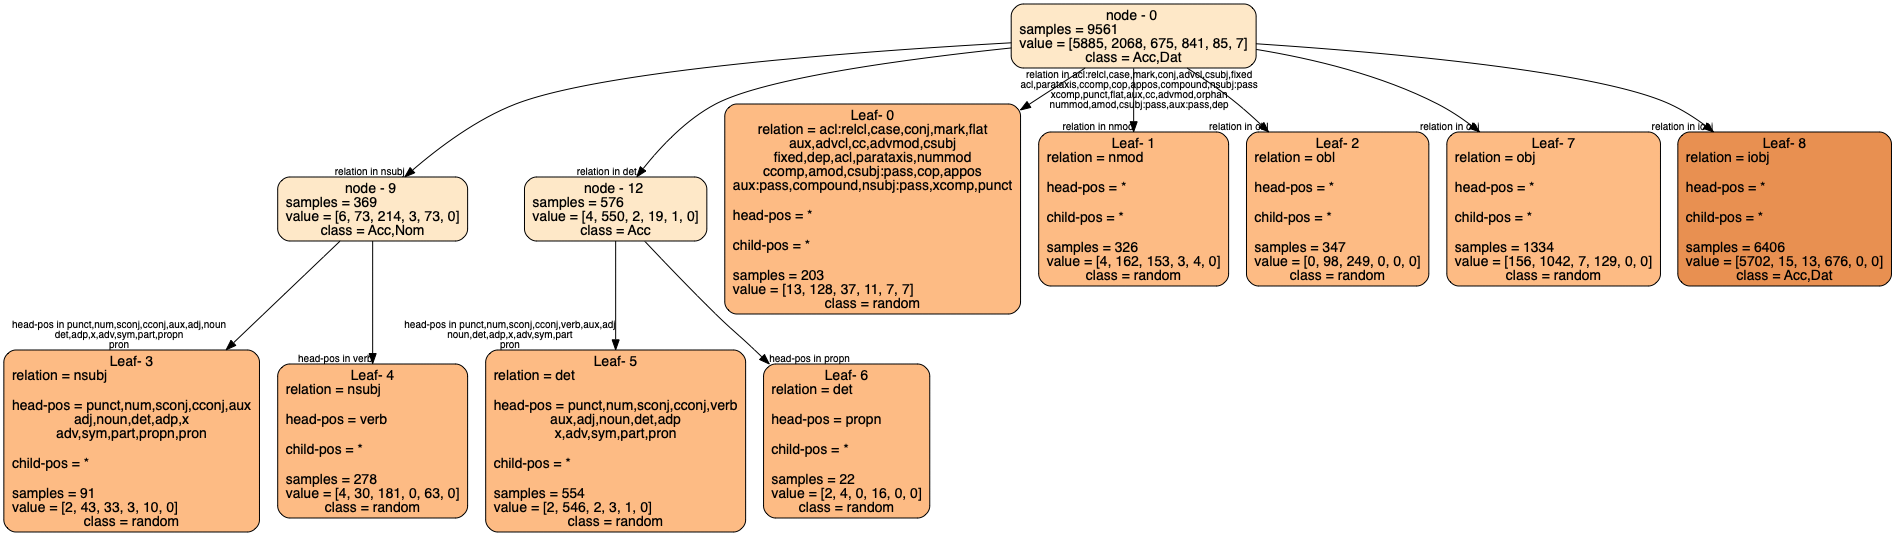 node - 0
samples = 9561
value = [5885, 2068, 675, 841, 85, 7]
class = Acc,Dat
relation in acl:relcl,case,mark,conj,advcl,csubj,fixed
acl,parataxis,ccomp,cop,appos,compound,nsubj:pass
xcomp,punct,flat,aux,cc,advmod,orphan
nummod,amod,csubj:pass,aux:pass,dep
relation in nsubj
node - 9
samples = 369
value = [6, 73, 214, 3, 73, 0]
class = Acc,Nom
relation in det
node - 12
samples = 576
value = [4, 550, 2, 19, 1, 0]
class = Acc
Leaf- 0
relation = acl:relcl,case,conj,mark,flat
aux,advcl,cc,advmod,csubj
fixed,dep,acl,parataxis,nummod
ccomp,amod,csubj:pass,cop,appos
aux:pass,compound,nsubj:pass,xcomp,punct
head-pos = *
child-pos = *
samples = 203
value = [13, 128, 37, 11, 7, 7]
class = random
relation in nmod
Leaf- 1
relation = nmod
head-pos = *
child-pos = *
samples = 326
value = [4, 162, 153, 3, 4, 0]
class = random
relation in obl
Leaf- 2
relation = obl
head-pos = *
child-pos = *
samples = 347
value = [0, 98, 249, 0, 0, 0]
class = random
relation in obj
Leaf- 7
relation = obj
head-pos = *
child-pos = *
samples = 1334
value = [156, 1042, 7, 129, 0, 0]
class = random
relation in iobj
Leaf- 8
relation = iobj
head-pos = *
child-pos = *
samples = 6406
value = [5702, 15, 13, 676, 0, 0]
class = Acc,Dat
head-pos in punct,num,sconj,cconj,aux,adj,noun
det,adp,x,adv,sym,part,propn
pron
Leaf- 3
relation = nsubj
head-pos = punct,num,sconj,cconj,aux
adj,noun,det,adp,x
adv,sym,part,propn,pron
child-pos = *
samples = 91
value = [2, 43, 33, 3, 10, 0]
class = random
head-pos in verb
Leaf- 4
relation = nsubj
head-pos = verb
child-pos = *
samples = 278
value = [4, 30, 181, 0, 63, 0]
class = random
head-pos in punct,num,sconj,cconj,verb,aux,adj
noun,det,adp,x,adv,sym,part
pron
Leaf- 5
relation = det
head-pos = punct,num,sconj,cconj,verb
aux,adj,noun,det,adp
x,adv,sym,part,pron
child-pos = *
samples = 554
value = [2, 546, 2, 3, 1, 0]
class = random
head-pos in propn
Leaf- 6
relation = det
head-pos = propn
child-pos = *
samples = 22
value = [2, 4, 0, 16, 0, 0]
class = random